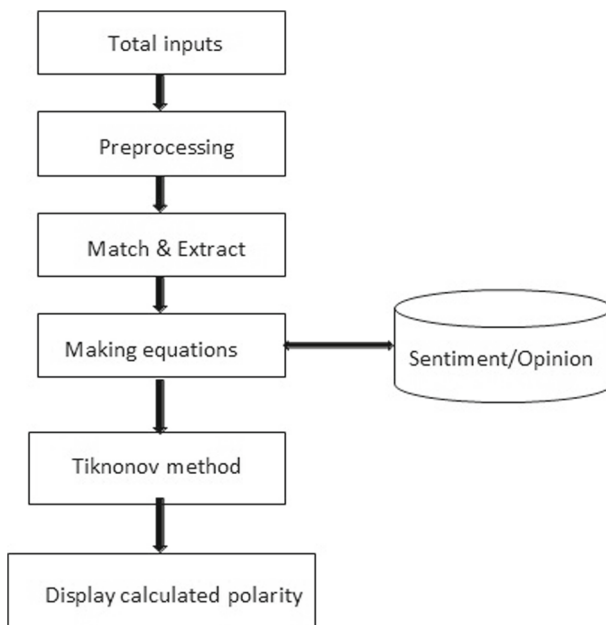 Total inputs
Preprocessing
Match & Extract
Making equations
Sentiment/Opinion
Tiknonov method
Display calculated polarity